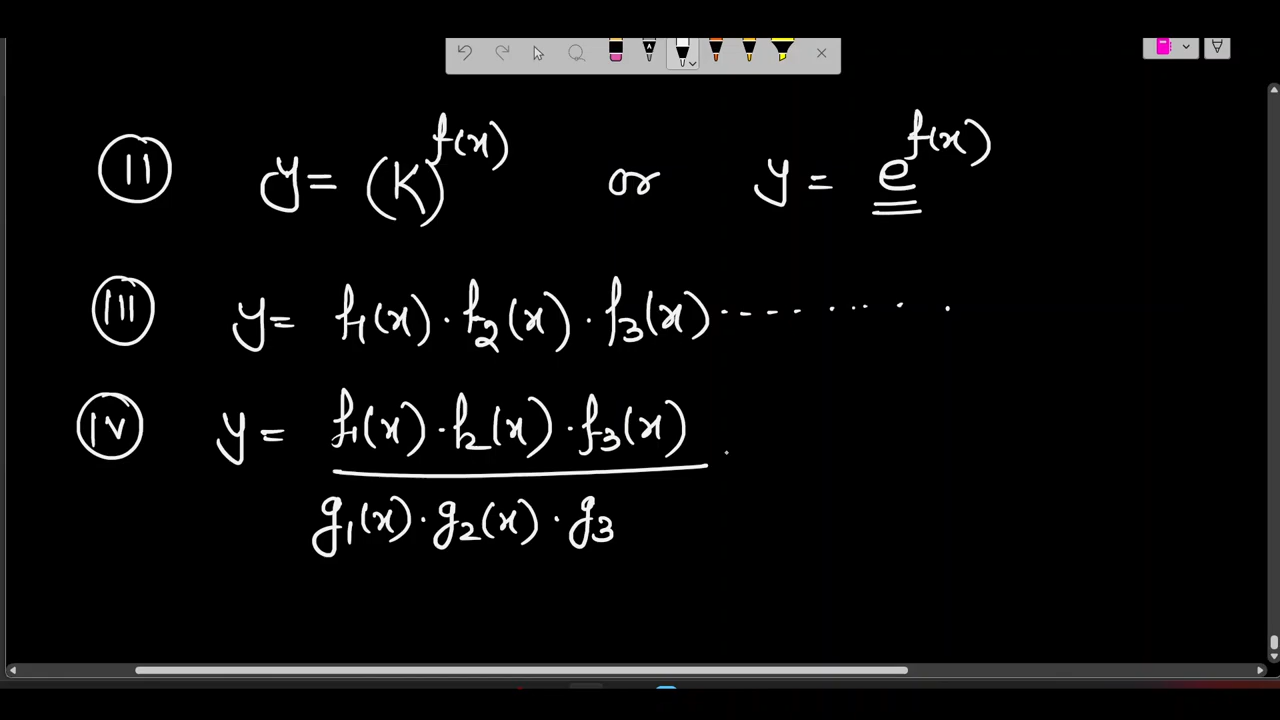 (II) y = (K)^f(x) or y = e^f(x)
(III) y = f₁(x) · f₂(x) · f₃(x) ----------
(IV) y = f₁(x) · f₂(x) · f₃(x)
g₁(x) · g₂(x) · g₃